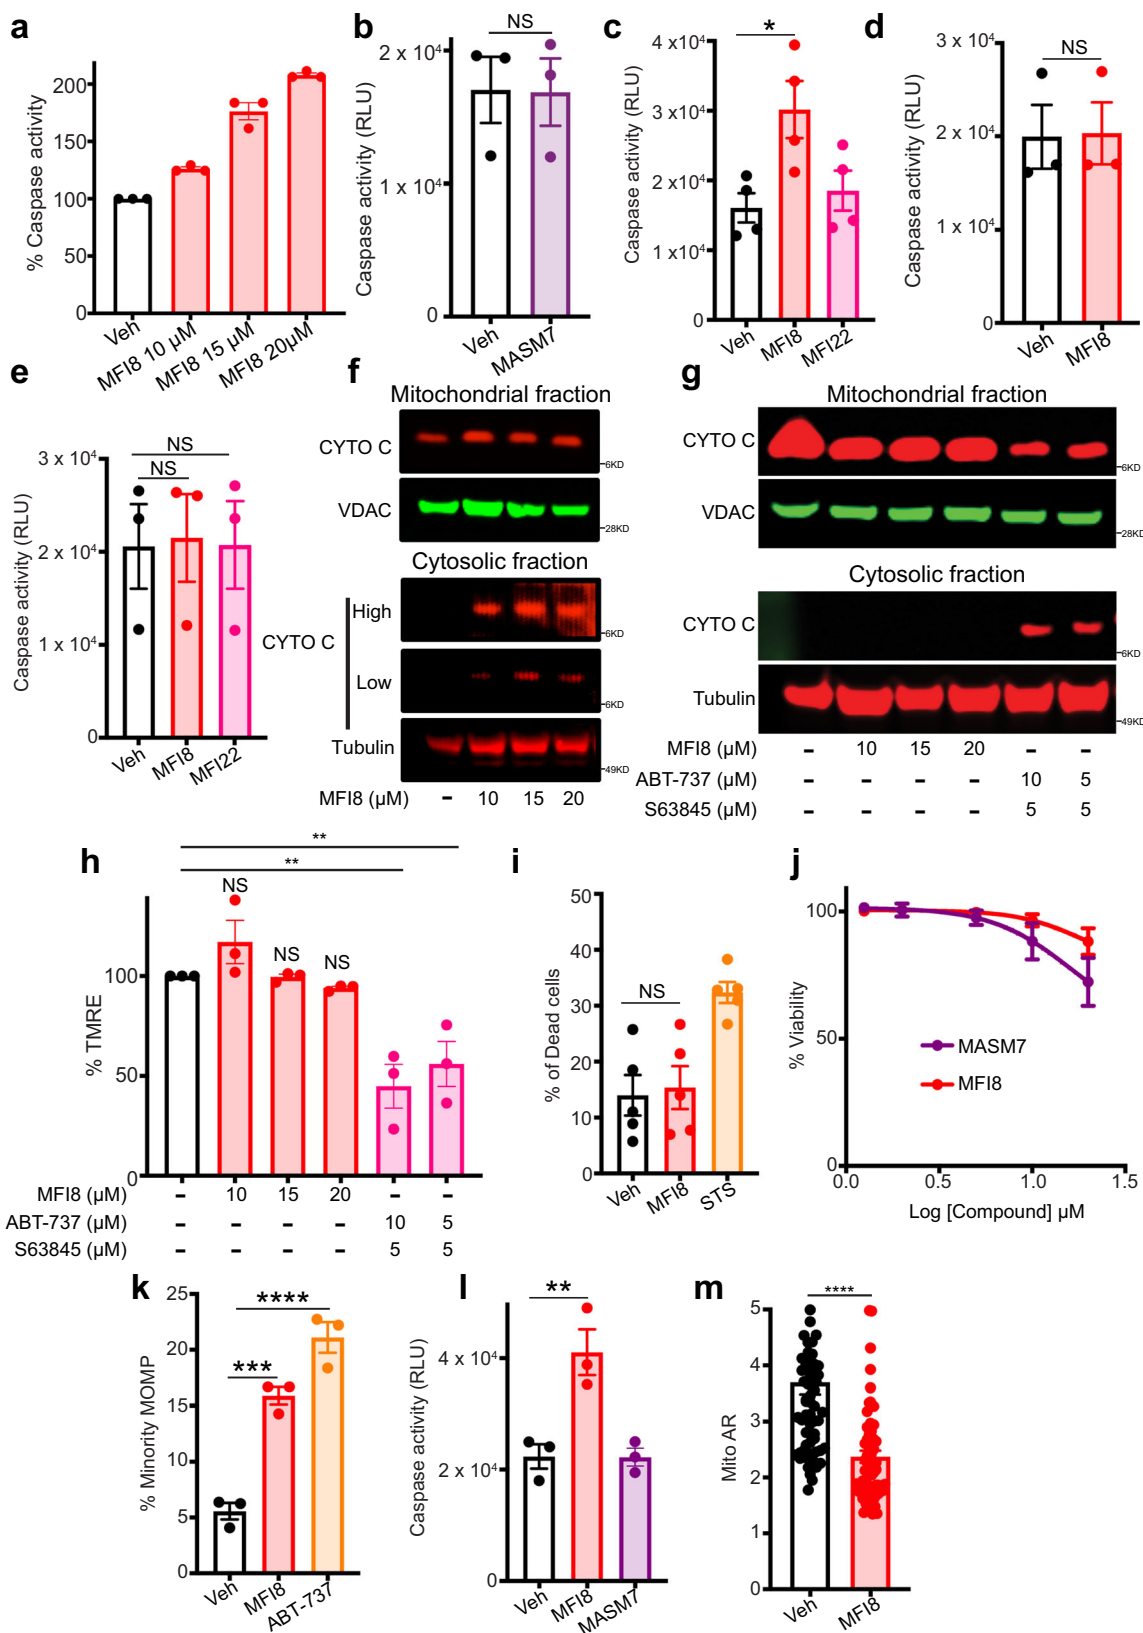 a
% Caspase activity
200
150
100
50
0
Veh
MFI8 10 µM
MFI8 15 µM
MFI8 20µM
b
Caspase activity (RLU)
NS
2 x 10⁴
1 x 10⁴
0
Veh
MASM7
c
Caspase activity (RLU)
*
4 x 10⁴
3 x 10⁴
2 x10⁴
1 x10⁴
0
Veh
MFI8
MFI22
d
Caspase activity (RLU)
NS
3 x 10⁴
2 x 10⁴
1 x 10⁴
0
Veh
MFI8
e
Caspase activity (RLU)
NS
NS
3 x 10⁴
2 x 10⁴
1 x10⁴
0
Veh
MFI8
MFI22
f
Mitochondrial fraction
CYTO C
6KD
VDAC
28KD
Cytosolic fraction
CYTO C
High
6KD
Low
6KD
Tubulin
49KD
MFI8 (µM) – 10 15 20
g
Mitochondrial fraction
CYTO C
6KD
VDAC
28KD
Cytosolic fraction
CYTO C
6KD
Tubulin
49KD
MFI8 (µM) – 10 15 20 – –
ABT-737 (µM) – – – – 10 5
S63845 (µM) – – – – 5 5
h
**
**
NS
NS
NS
% TMRE
100
50
0
MFI8 (µM) – 10 15 20 – –
ABT-737 (µM) – – – – 10 5
S63845 (µM) – – – – 5 5
i
% of Dead cells
NS
50
40
30
20
10
0
Veh
MFI8
STS
j
% Viability
100
50
0
MASM7
MFI8
0.0 0.5 1.0 1.5
Log [Compound] µM
k
% Minority MOMP
****
***
25
20
15
10
5
0
Veh
MFI8
ABT-737
l
Caspase activity (RLU)
**
4 x 10⁴
2 x 10⁴
0
Veh
MFI8
MASM7
m
Mito AR
****
5
4
3
2
1
0
Veh
MFI8